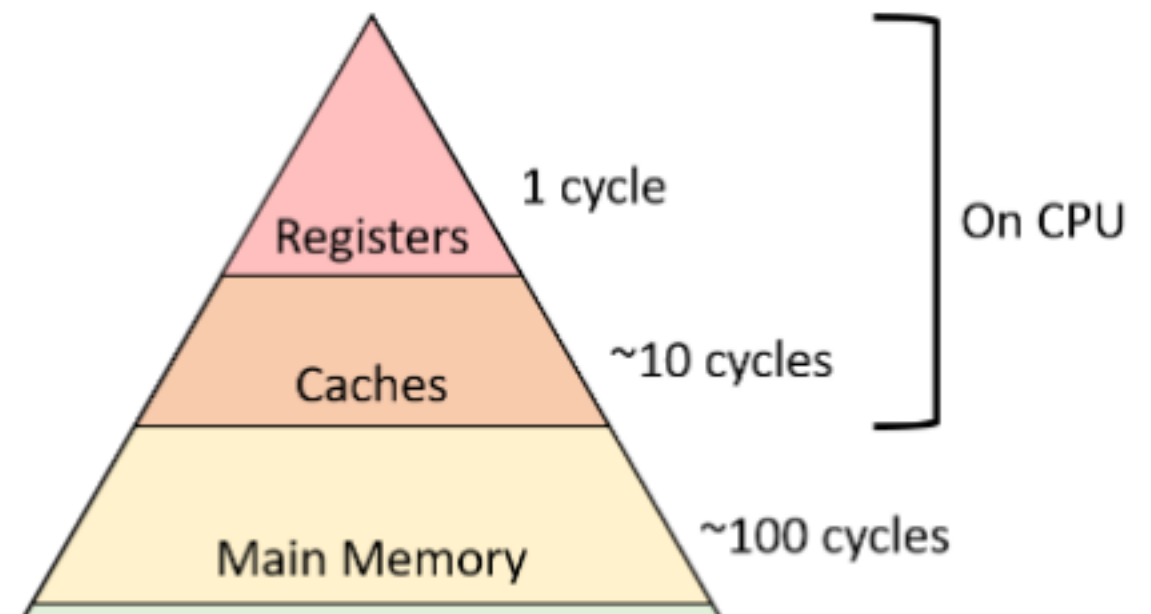 1 cycle
Registers
On CPU
~10 cycles
Caches
~100 cycles
Main Memory